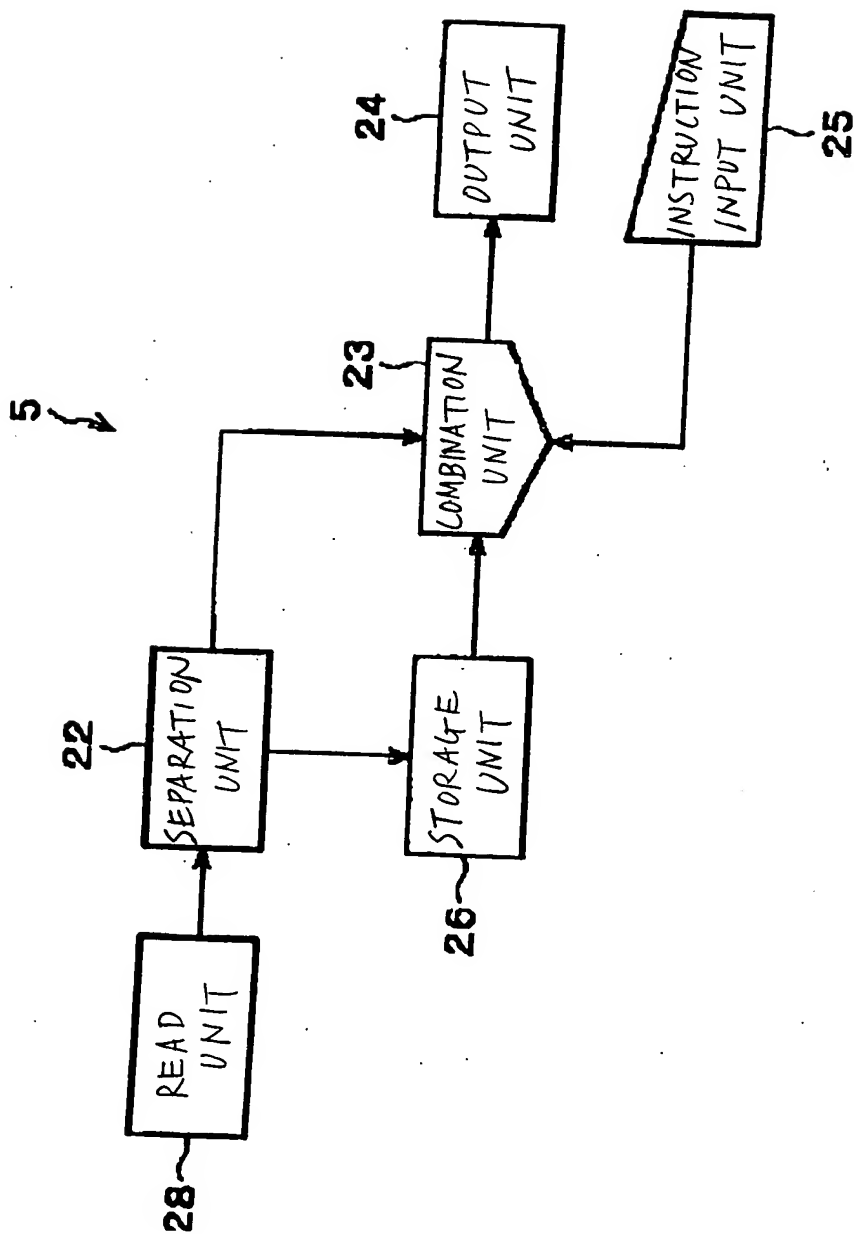 5
28
READ
UNIT
22
SEPARATION
UNIT
26
STORAGE
UNIT
23
COMBINATION
UNIT
24
OUTPUT
UNIT
25
INSTRUCTION
INPUT UNIT